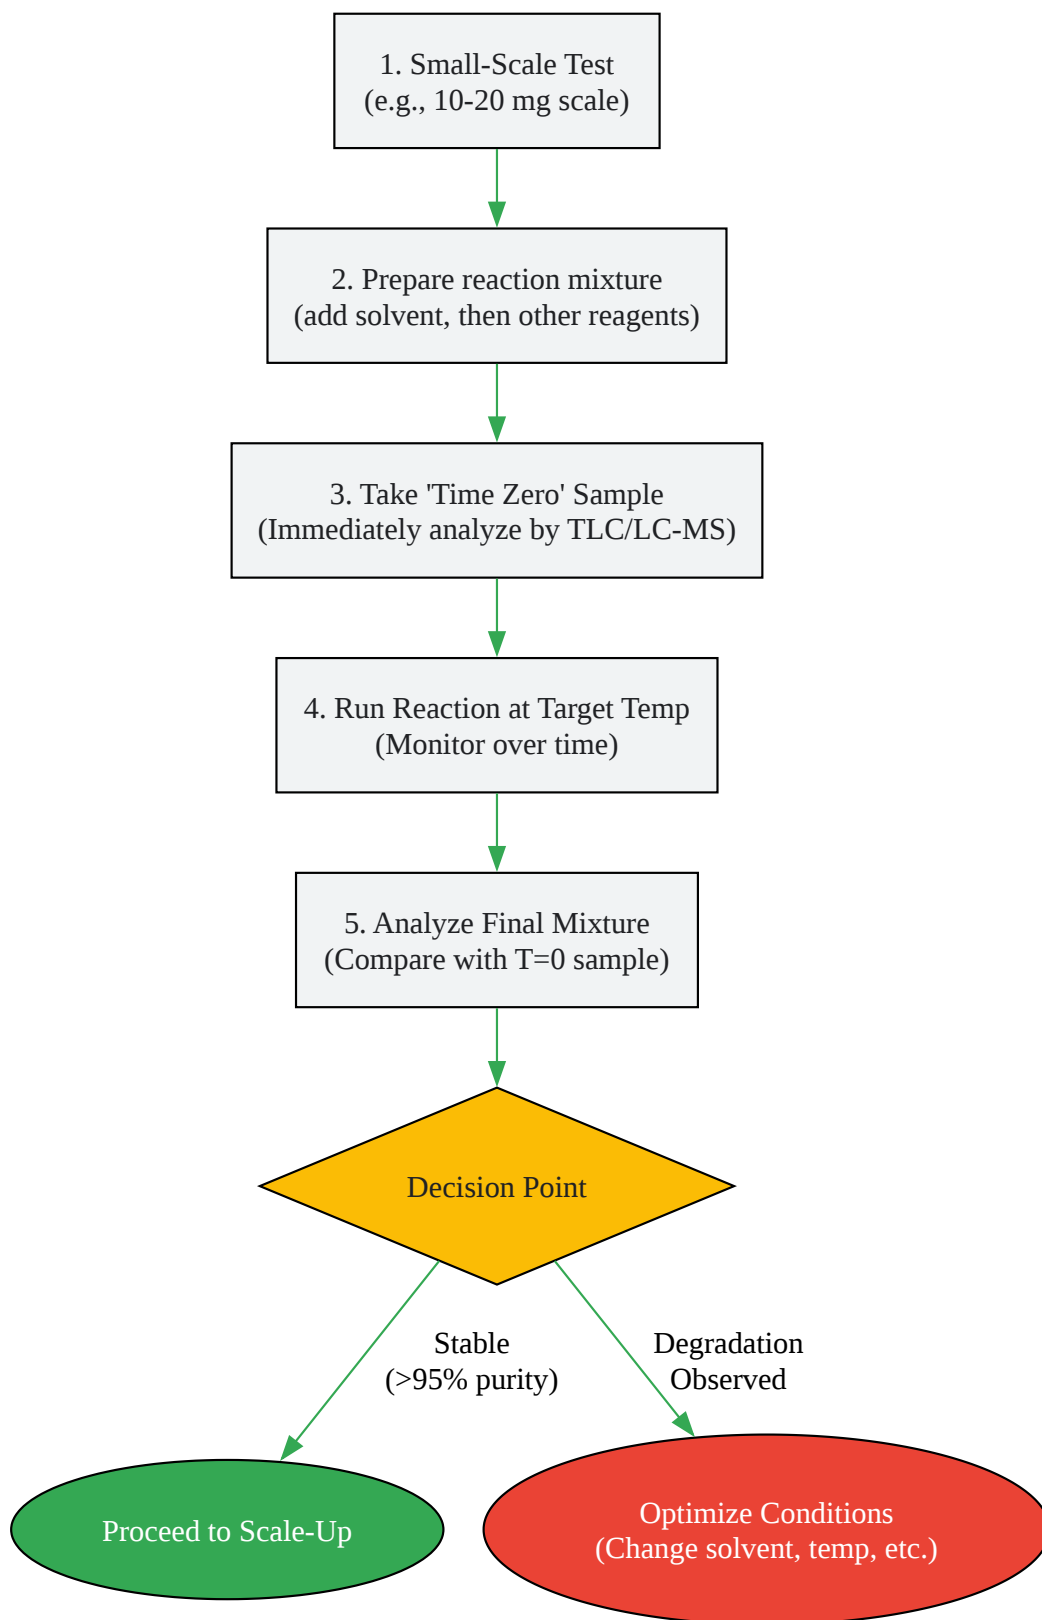 1. Small-Scale Test
(e.g., 10-20 mg scale)
2. Prepare reaction mixture
(add solvent, then other reagents)
3. Take 'Time Zero' Sample
(Immediately analyze by TLC/LC-MS)
4. Run Reaction at Target Temp
(Monitor over time)
5. Analyze Final Mixture
(Compare with T=0 sample)
Decision Point
Stable
(>95% purity)
Degradation
Observed
Proceed to Scale-Up
Optimize Conditions
(Change solvent, temp, etc.)